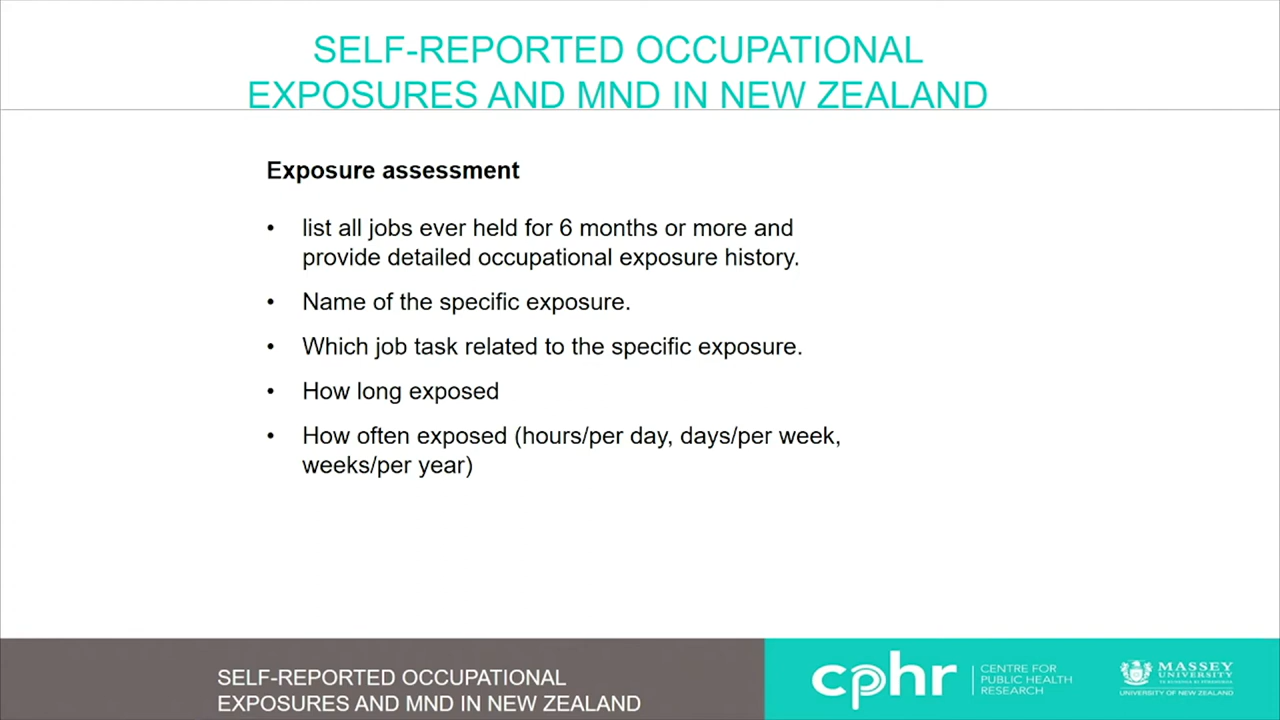 SELF-REPORTED OCCUPATIONAL
EXPOSURES AND MND IN NEW ZEALAND
Exposure assessment
• list all jobs ever held for 6 months or more and
provide detailed occupational exposure history.
• Name of the specific exposure.
• Which job task related to the specific exposure.
• How long exposed
• How often exposed (hours/per day, days/per week,
weeks/per year)
SELF-REPORTED OCCUPATIONAL
EXPOSURES AND MND IN NEW ZEALAND
cphr
CENTRE FOR
PUBLIC HEALTH
RESEARCH
MASSEY
UNIVERSITY
UNIVERSITY OF NEW ZEALAND